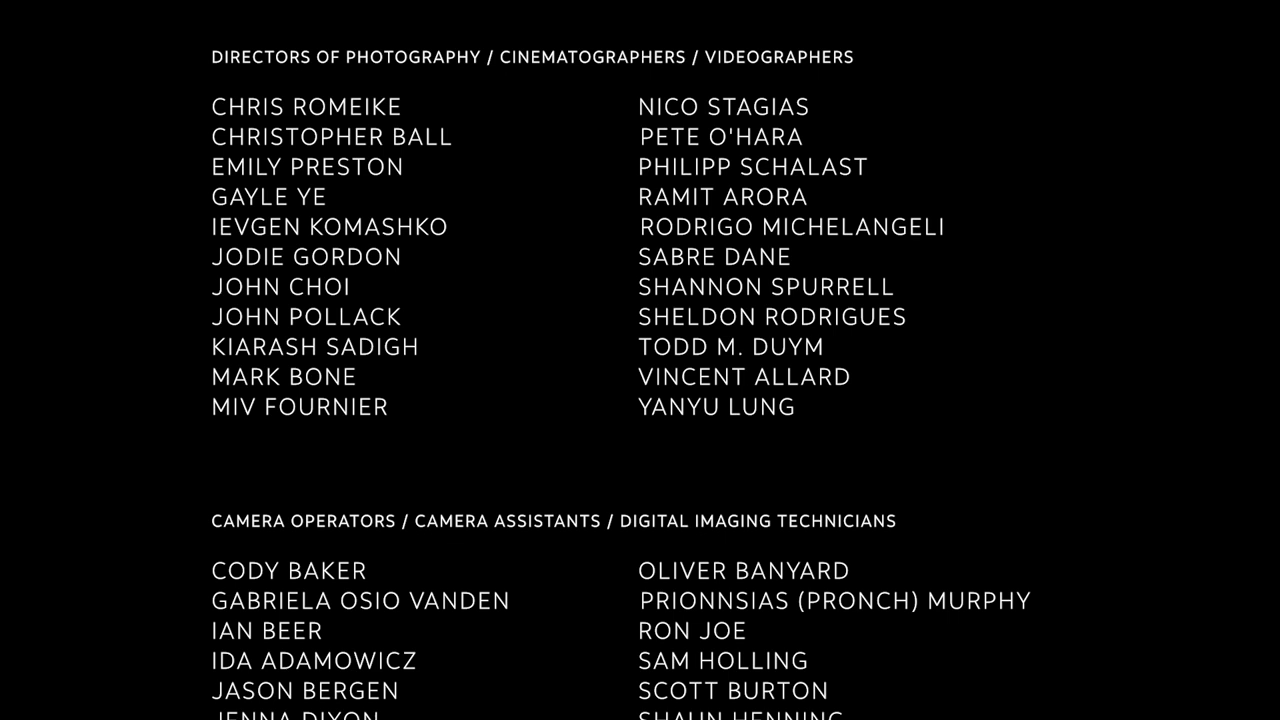 DIRECTORS OF PHOTOGRAPHY / CINEMATOGRAPHERS / VIDEOGRAPHERS
CHRIS ROMEIKE
CHRISTOPHER BALL
EMILY PRESTON
GAYLE YE
IEVGEN KOMASHKO
JODIE GORDON
JOHN CHOI
JOHN POLLACK
KIARASH SADIGH
MARK BONE
MIV FOURNIER
NICO STAGIAS
PETE O'HARA
PHILIPP SCHALAST
RAMIT ARORA
RODRIGO MICHELANGELI
SABRE DANE
SHANNON SPURRELL
SHELDON RODRIGUES
TODD M. DUYM
VINCENT ALLARD
YANYU LUNG
CAMERA OPERATORS / CAMERA ASSISTANTS / DIGITAL IMAGING TECHNICIANS
CODY BAKER
GABRIELA OSIO VANDEN
IAN BEER
IDA ADAMOWICZ
JASON BERGEN
JENNA DIXON
OLIVER BANYARD
PRIONNSIAS (PRONCH) MURPHY
RON JOE
SAM HOLLING
SCOTT BURTON
SHAUN HENNING